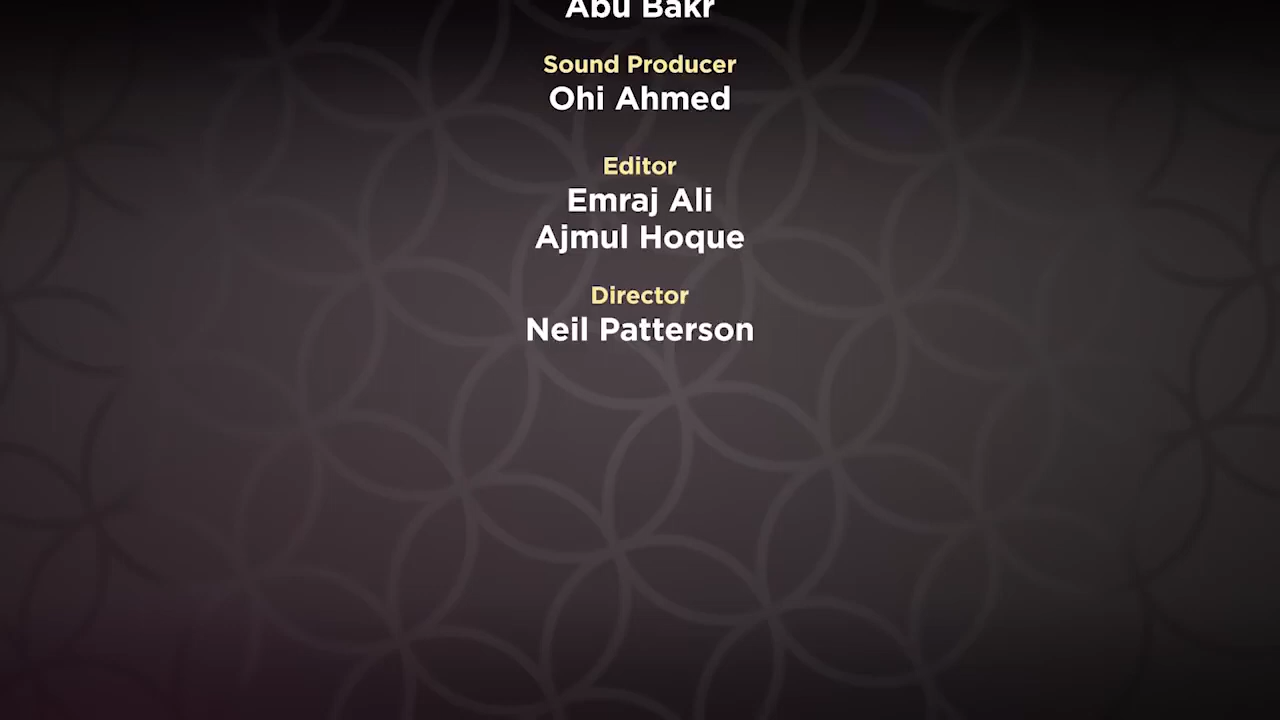 Abu Bakr
Sound Producer
Ohi Ahmed
Editor
Emraj Ali
Ajmul Hoque
Director
Neil Patterson